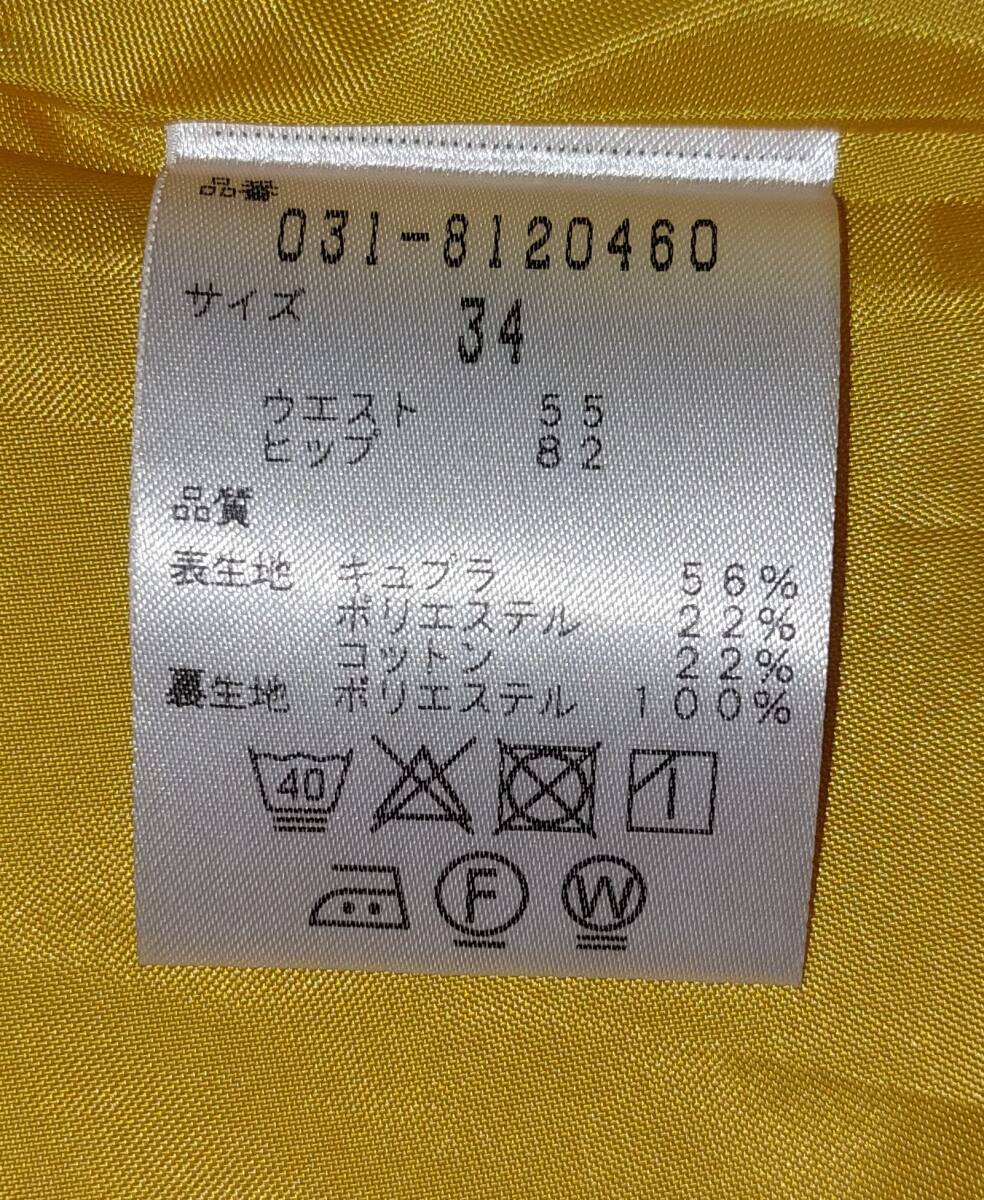 品番
031-8120460
サイズ 34
ウエスト 55
ヒップ 82
品質
表生地 キュプラ 56%
ポリエステル 22%
コットン 22%
裏生地 ポリエステル 100%
40
F W